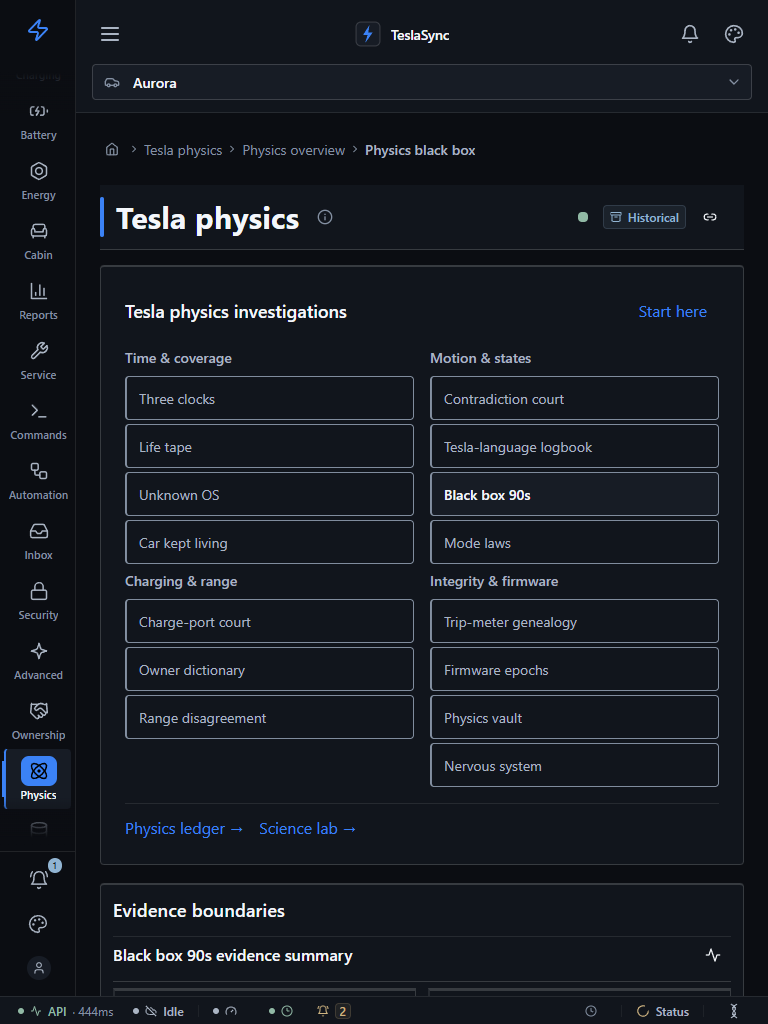 TeslaSync
Aurora
Charging
Battery
Energy
Cabin
Reports
Service
Commands
Automation
Inbox
Security
Advanced
Ownership
Physics
1
Tesla physics > Physics overview > Physics black box
Tesla physics
Historical
Tesla physics investigations
Start here
Time & coverage
Three clocks
Life tape
Unknown OS
Car kept living
Motion & states
Contradiction court
Tesla-language logbook
Black box 90s
Mode laws
Charging & range
Charge-port court
Owner dictionary
Range disagreement
Integrity & firmware
Trip-meter genealogy
Firmware epochs
Physics vault
Nervous system
Physics ledger →
Science lab →
Evidence boundaries
Black box 90s evidence summary
API · 444ms
Idle
2
Status